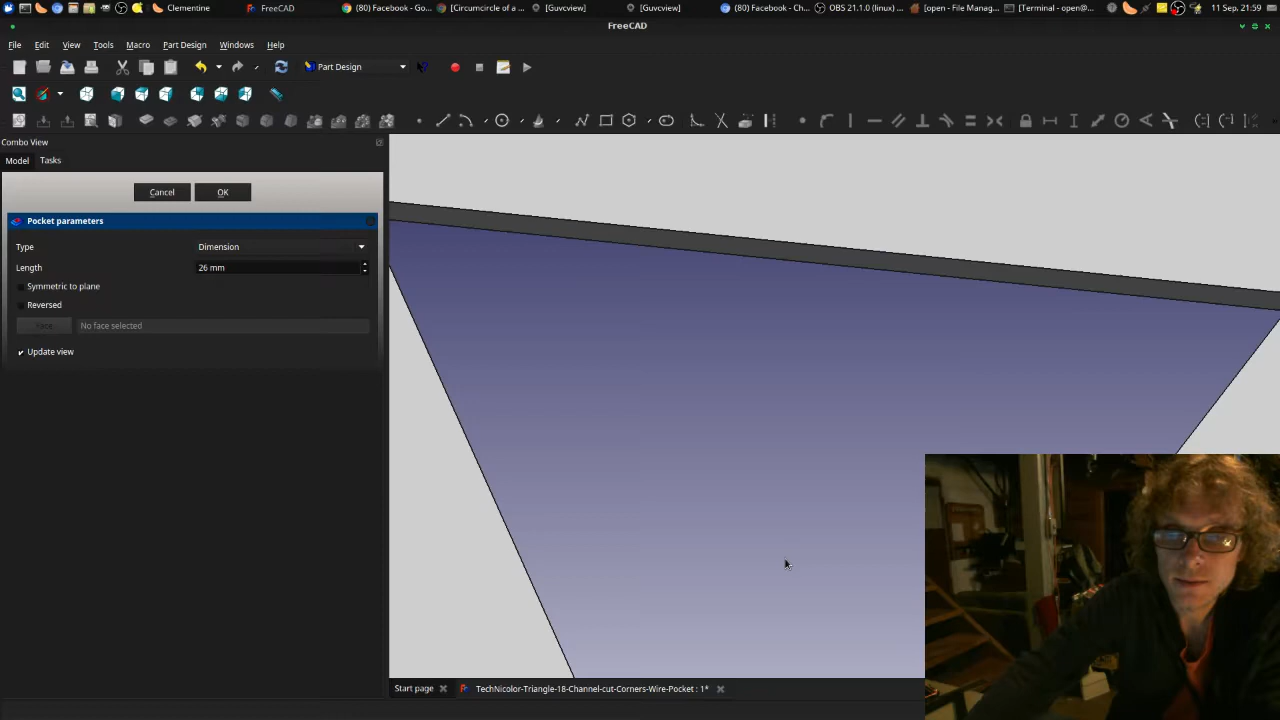 Clementine
FreeCAD
(80) Facebook - Go...
[Circumcircle of a ...
[Guvcview]
[Guvcview]
(80) Facebook - Ch...
OBS 21.1.0 (linux) ...
[open - File Manag...
[Terminal - open@...
11 Sep, 21:59
FreeCAD
File
Edit
View
Tools
Macro
Part Design
Windows
Help
Part Design
Combo View
Model
Tasks
Cancel
OK
Pocket parameters
Type
Dimension
Length
26 mm
Symmetric to plane
Reversed
Face
No face selected
Update view
Start page
TechNicolor-Triangle-18-Channel-cut-Corners-Wire-Pocket : 1*